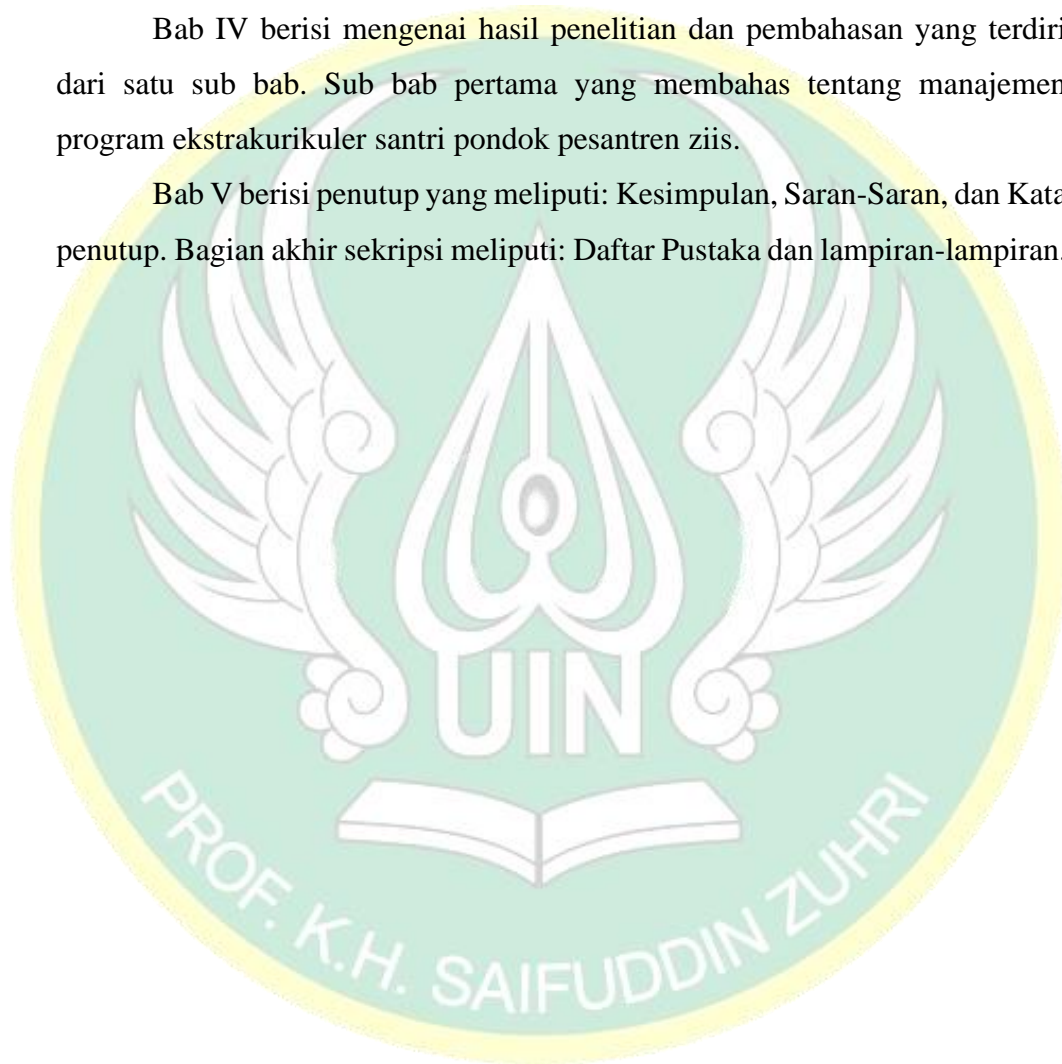 Bab IV berisi mengenai hasil penelitian dan pembahasan yang terdiri
dari satu sub bab. Sub bab pertama yang membahas tentang manajemen
program ekstrakurikuler santri pondok pesantren ziis.
Bab V berisi penutup yang meliputi: Kesimpulan, Saran-Saran, dan Kata
penutup. Bagian akhir sekripsi meliputi: Daftar Pustaka dan lampiran-lampiran.
UIN
PROF. K.H. SAIFUDDIN ZUHRI